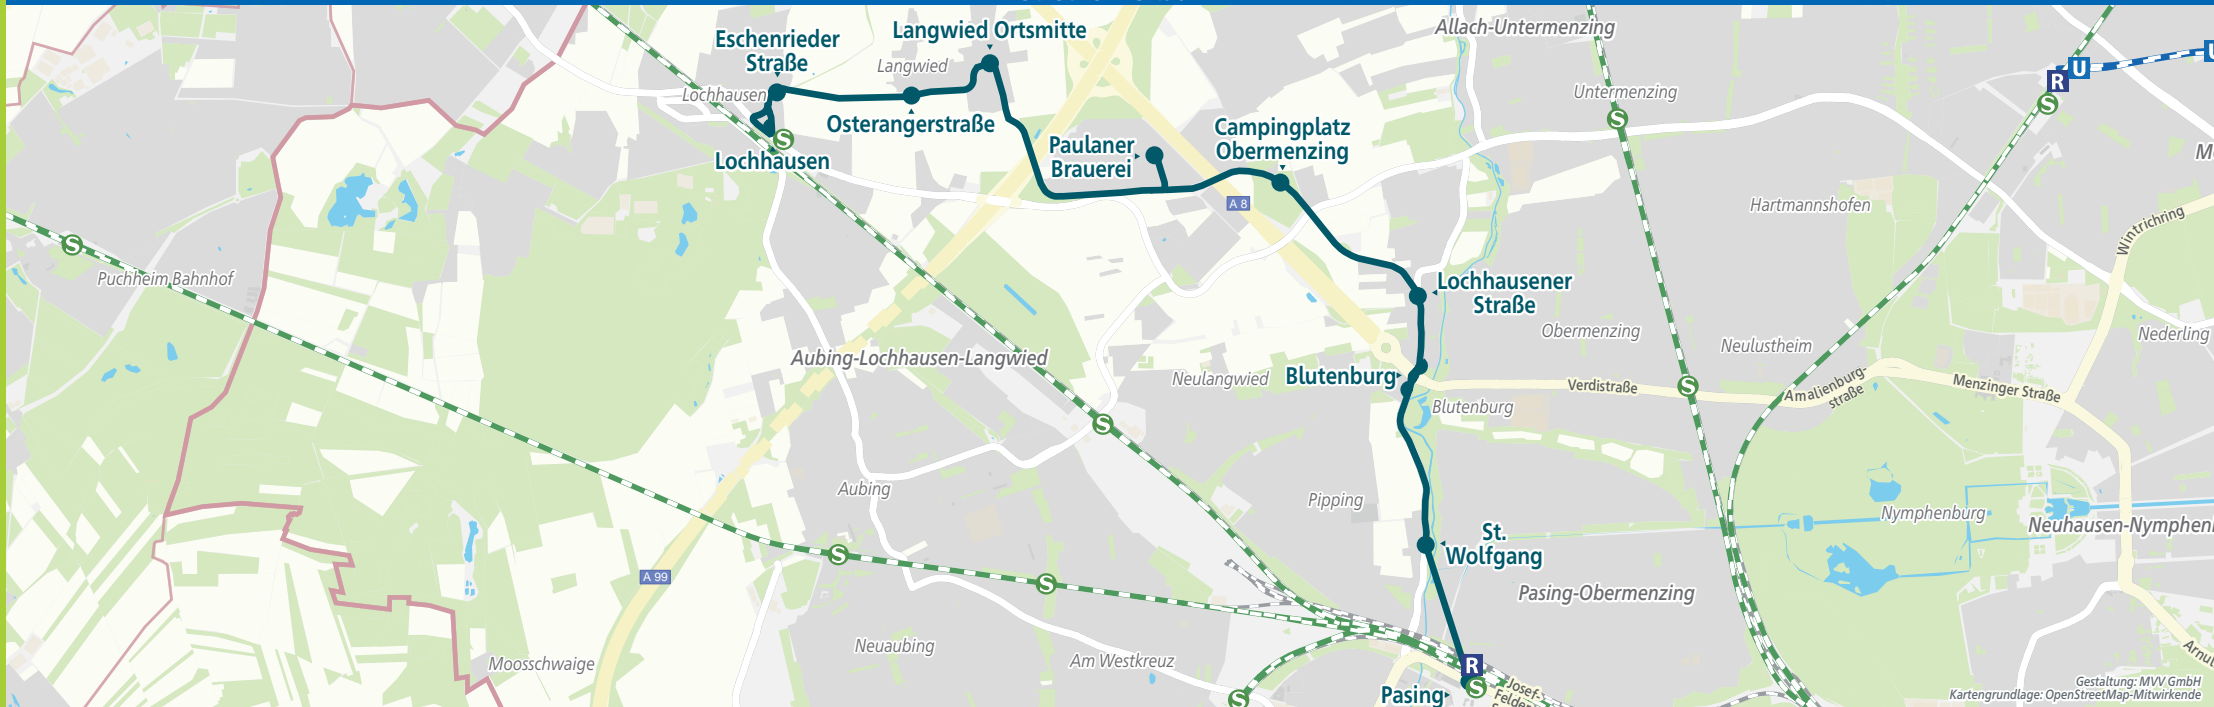 Langwied Ortsmitte
Eschenrieder
Straße
Langwied
Lochhausen
Osterangerstraße
S
Lochhausen
Paulaner
Brauerei
Campingplatz
Obermenzing
A 8
Allach-Untermenzing
Untermenzing
S
R
U
S
Hartmannshofen
Wintrichring
S
Puchheim Bahnhof
Lochhausener
Straße
Obermenzing
Neulustheim
Nederling
Aubing-Lochhausen-Langwied
Neulangwied
Blutenburg
Verdistraße
S
Amalienburg-
straße
Menzinger Straße
Blutenburg
S
Aubing
Pipping
Nymphenburg
St.
Wolfgang
S
A 99
S
Pasing-Obermenzing
Neuaubing
Am Westkreuz
Moosschwaige
S
R
S
Pasing
Josef-
Gestaltung: MVV GmbH
Kartengrundlage: OpenStreetMap-Mitwirkende